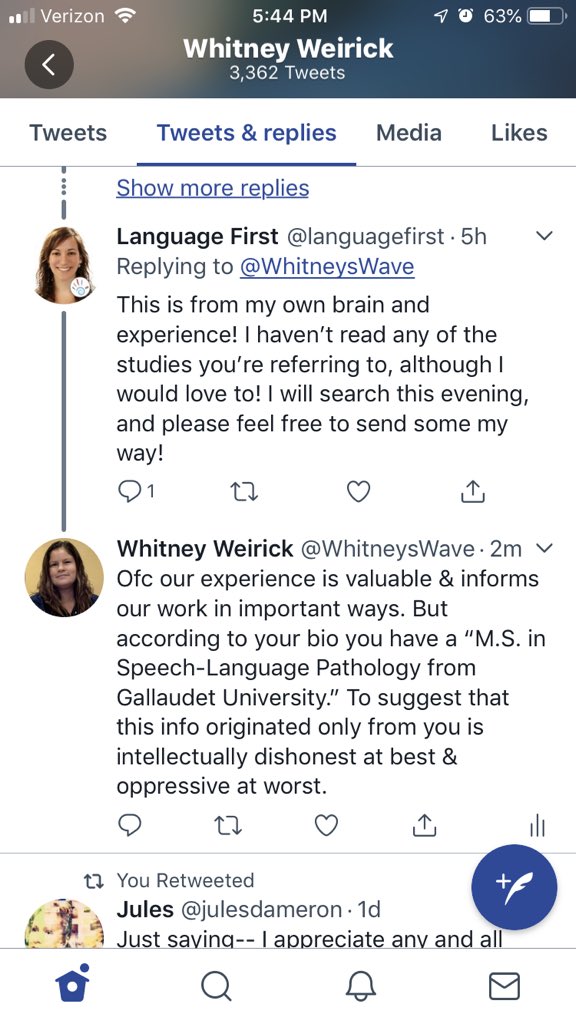 Verizon 5:44 PM 63%
Whitney Weirick
3,362 Tweets
Tweets Tweets & replies Media Likes
Show more replies
Language First @languagefirst · 5h
Replying to @WhitneysWave
This is from my own brain and
experience! I haven’t read any of the
studies you’re referring to, although I
would love to! I will search this evening,
and please feel free to send some my
way!
1
Whitney Weirick @WhitneysWave · 2m
Ofc our experience is valuable & informs
our work in important ways. But
according to your bio you have a “M.S. in
Speech-Language Pathology from
Gallaudet University.” To suggest that
this info originated only from you is
intellectually dishonest at best &
oppressive at worst.
You Retweeted
Jules @julesdameron · 1d
Just saying-- I appreciate any and all